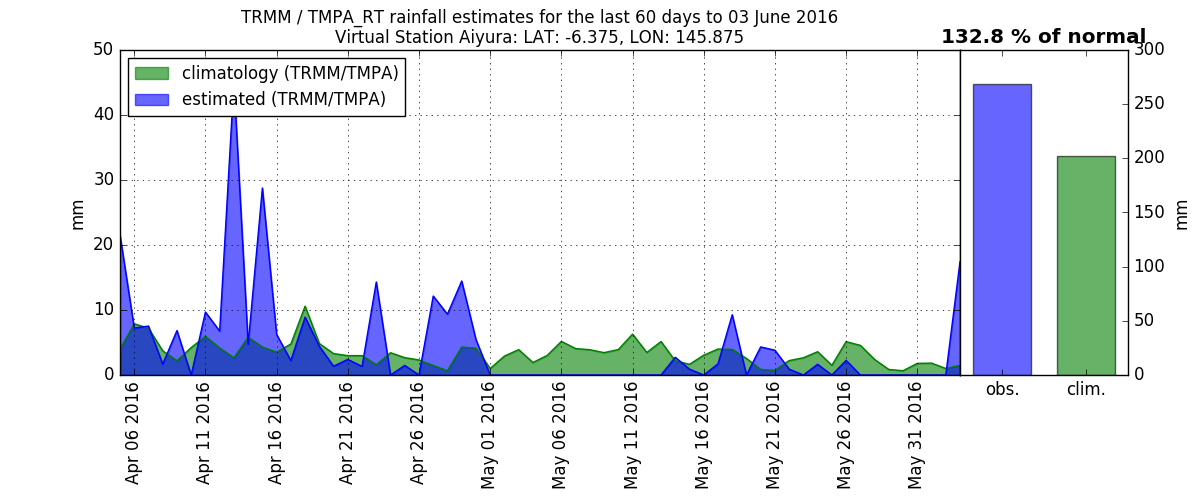 TRMM / TMPA_RT rainfall estimates for the last 60 days to 03 June 2016
Virtual Station Aiyura: LAT: -6.375, LON: 145.875
132.8 % of normal
climatology (TRMM/TMPA)
estimated (TRMM/TMPA)
50
40
30
20
10
0
mm
300
250
200
150
100
50
0
mm
Apr 06 2016
Apr 11 2016
Apr 16 2016
Apr 21 2016
Apr 26 2016
May 01 2016
May 06 2016
May 11 2016
May 16 2016
May 21 2016
May 26 2016
May 31 2016
obs.
clim.